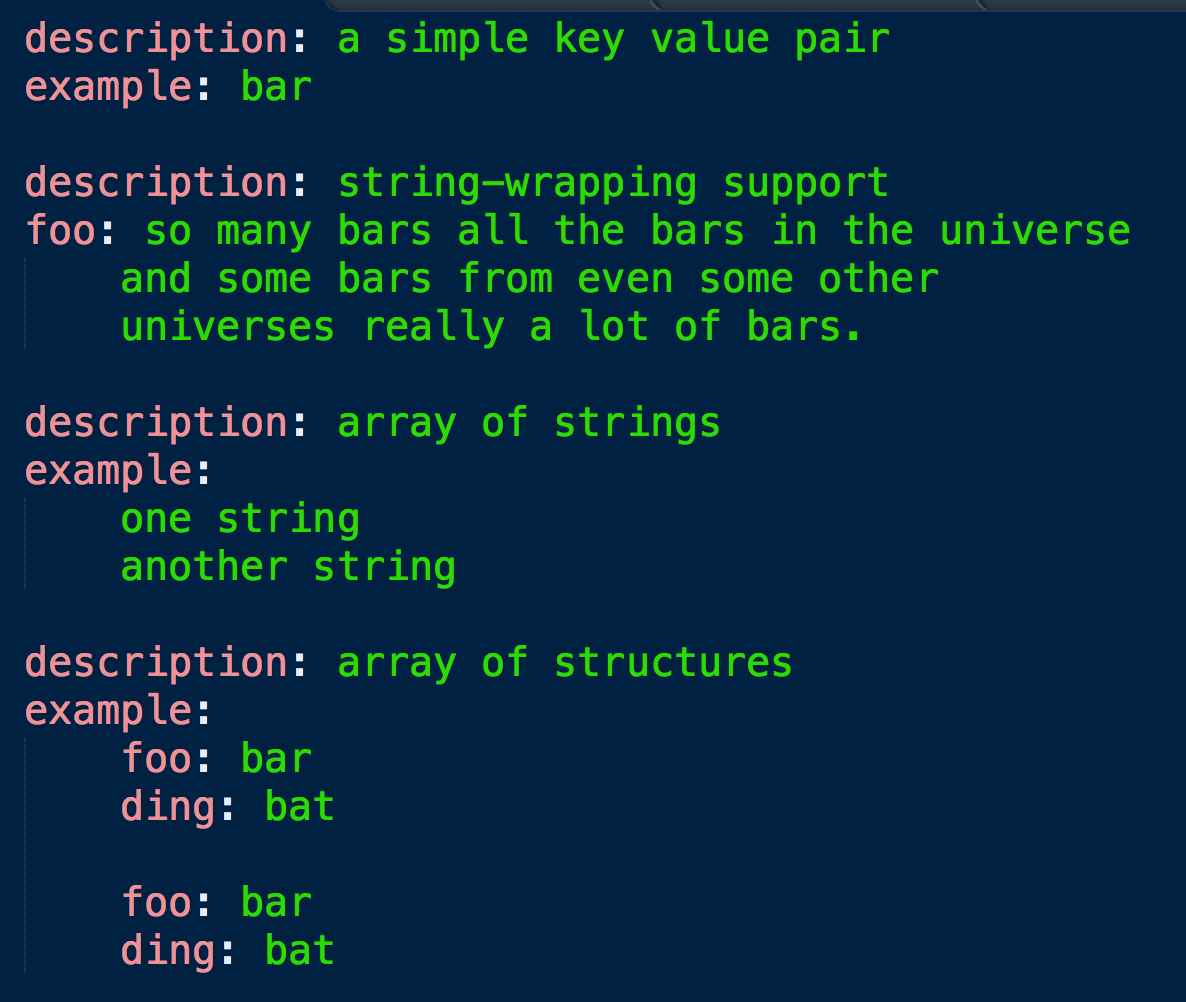 description: a simple key value pair
example: bar
description: string-wrapping support
foo: so many bars all the bars in the universe
and some bars from even some other
universes really a lot of bars.
description: array of strings
example:
one string
another string
description: array of structures
example:
foo: bar
ding: bat
foo: bar
ding: bat